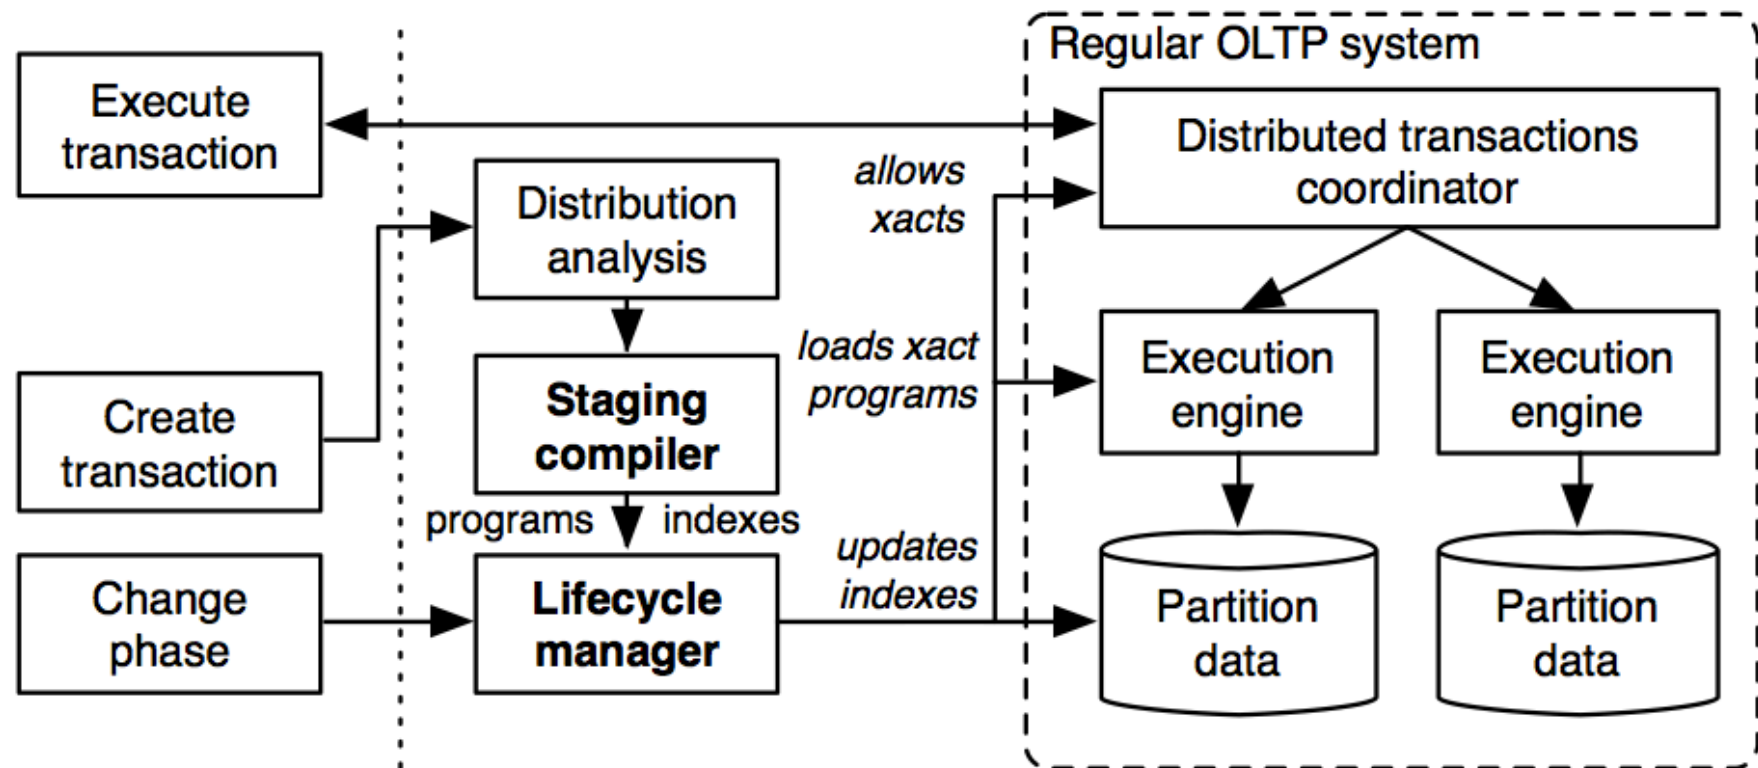 Regular OLTP system
Execute
transaction
Distributed transactions
coordinator
allows
xacts
Distribution
analysis
Create
transaction
Staging
compiler
loads xact
programs
Execution
engine
Execution
engine
programs
indexes
Change
phase
Lifecycle
manager
updates
indexes
Partition
data
Partition
data